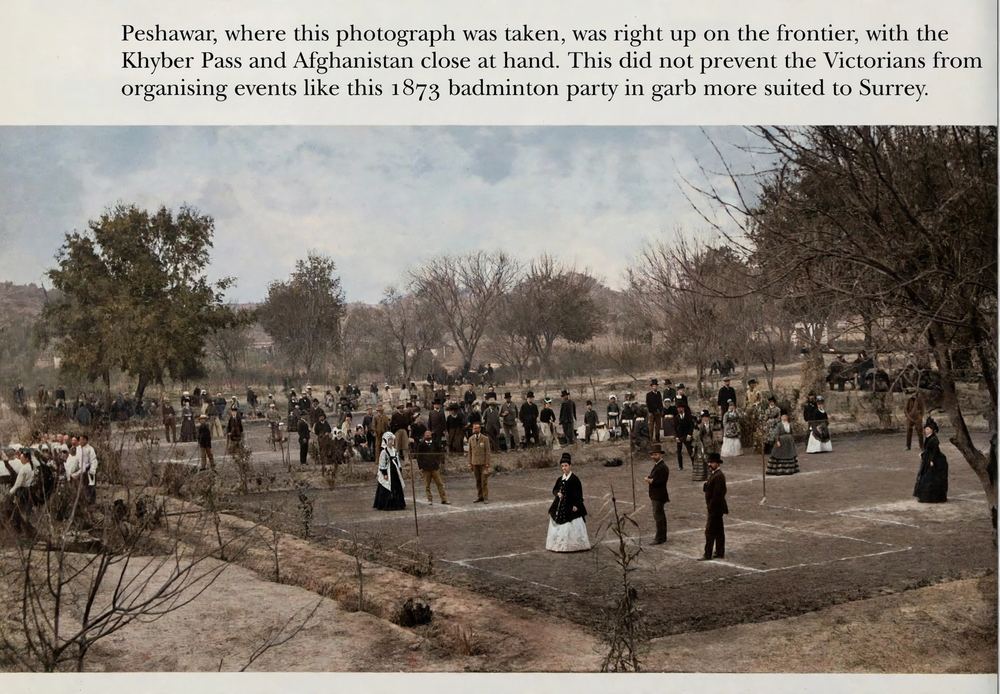 Peshawar, where this photograph was taken, was right up on the frontier, with the
Khyber Pass and Afghanistan close at hand. This did not prevent the Victorians from
organising events like this 1873 badminton party in garb more suited to Surrey.